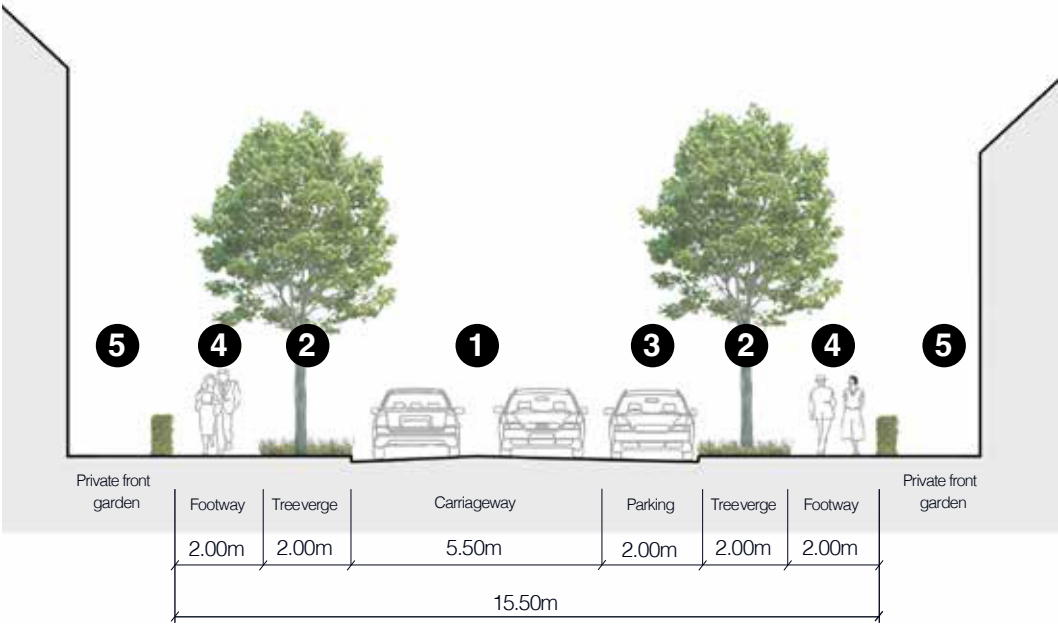 5 4 2 1 3 2 4 5
Private front
garden
Footway
Treeverge
Carriageway
Parking
Treeverge
Footway
Private front
garden
2.00m 2.00m 5.50m 2.00m 2.00m 2.00m
15.50m